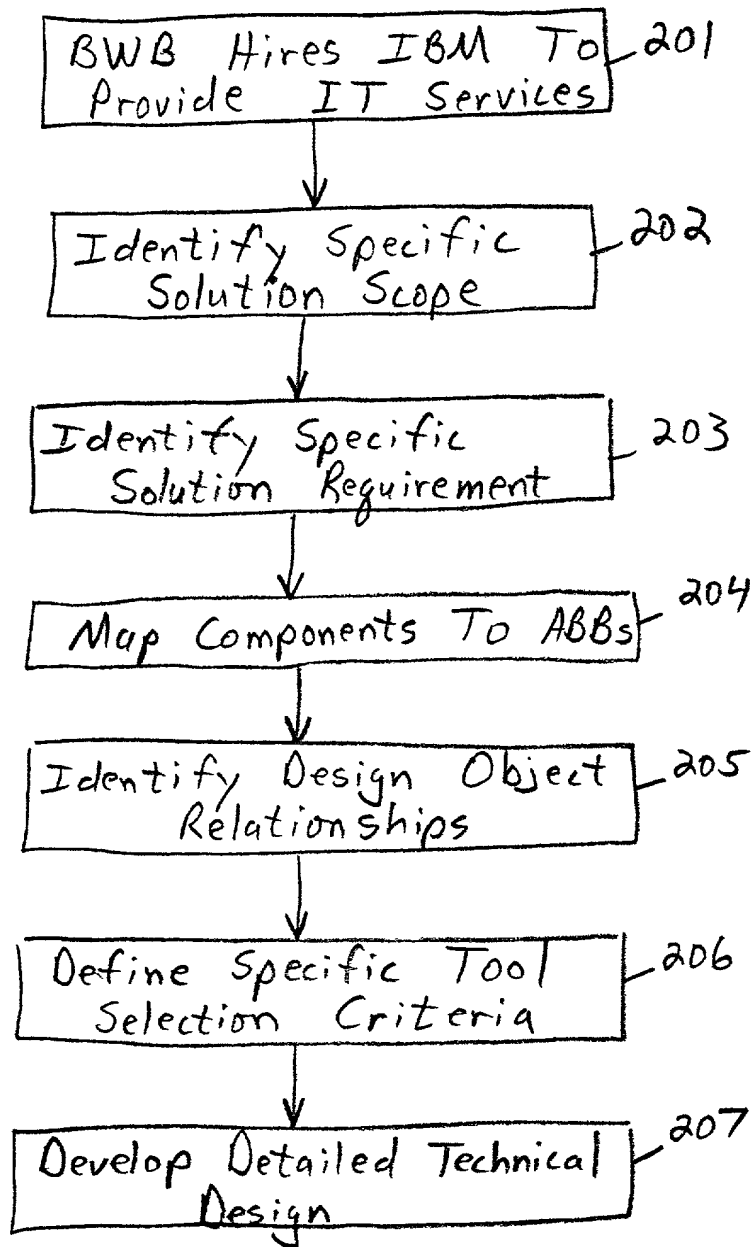 BWB Hires IBM To
Provide IT Services
201
Identify Specific
Solution Scope
202
Identify Specific
Solution Requirement
203
Map Components To ABBs
204
Identify Design Object
Relationships
205
Define Specific Tool
Selection Criteria
206
Develop Detailed Technical
Design
207